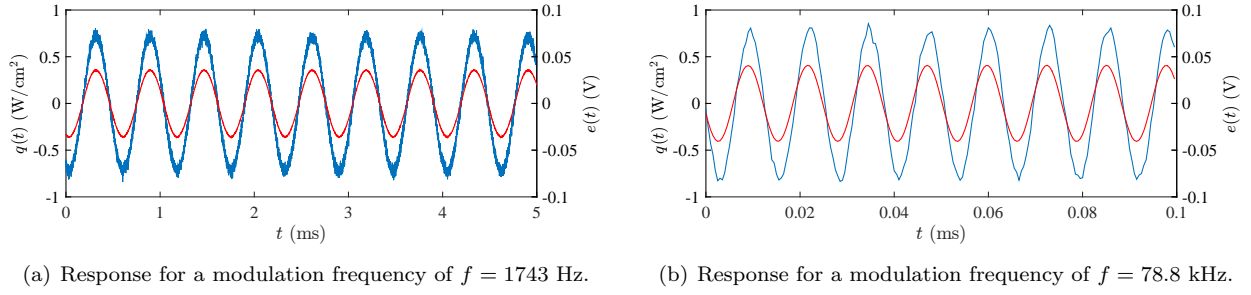 1
0.5
0
-0.5
-1
q(t) (W/cm²)
0.1
0.05
0
-0.05
-0.1
e(t) (V)
0 1 2 3 4 5
t (ms)
(a) Response for a modulation frequency of f = 1743 Hz.
1
0.5
0
-0.5
-1
q(t) (W/cm²)
0.1
0.05
0
-0.05
-0.1
e(t) (V)
0 0.02 0.04 0.06 0.08 0.1
t (ms)
(b) Response for a modulation frequency of f = 78.8 kHz.